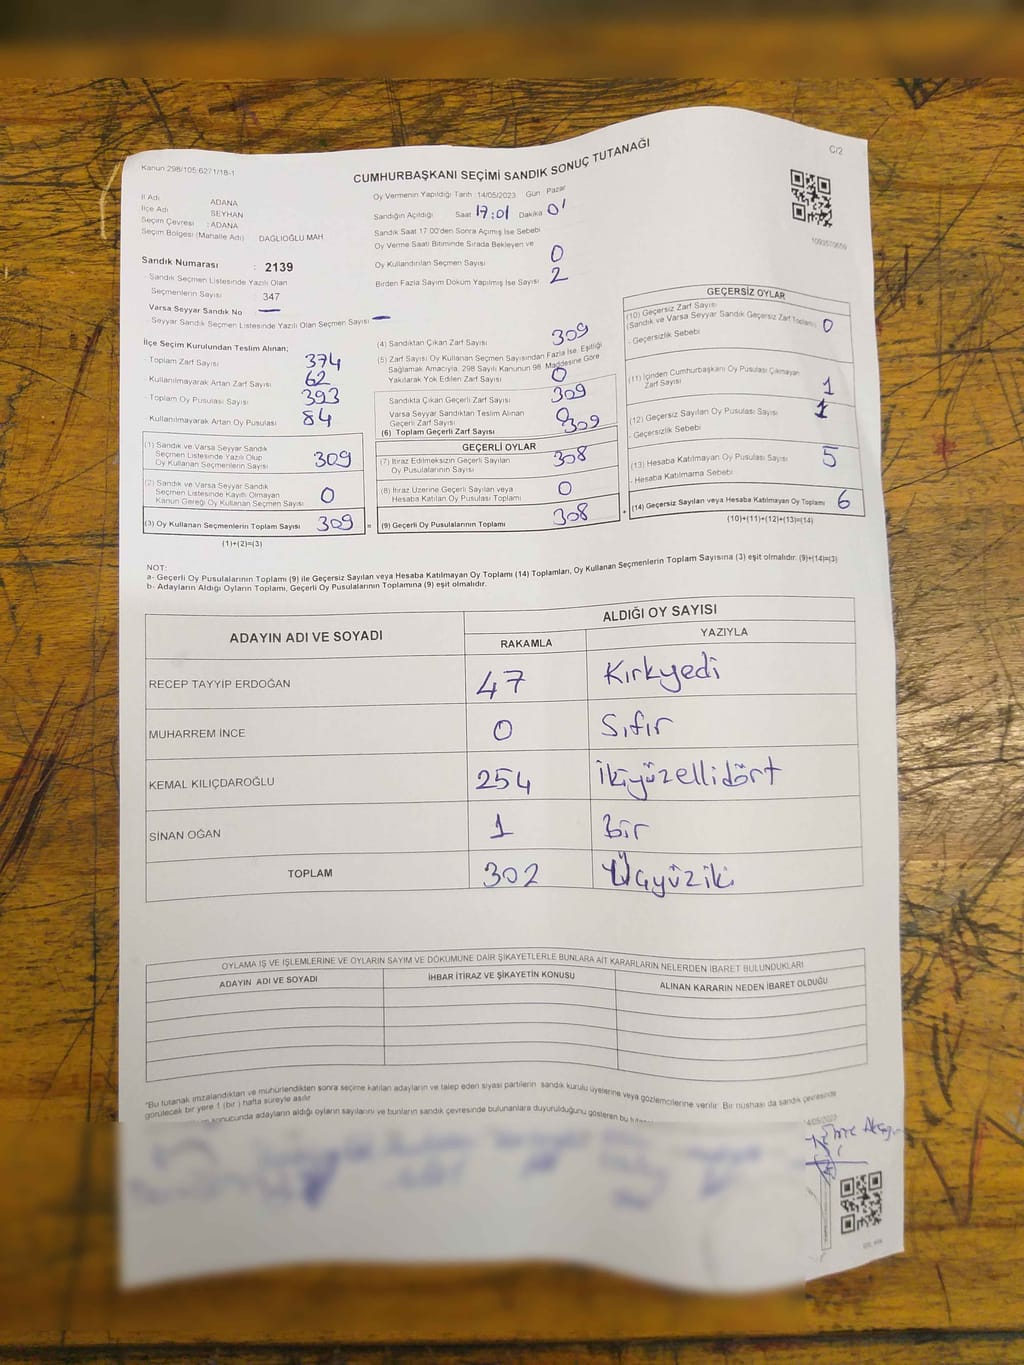 Kanun:298/105:6271/18-1
C/2
CUMHURBAŞKANI SEÇİMİ SANDIK SONUÇ TUTANAĞI
İl Adı ADANA
İlçe Adı SEYHAN
Seçim Çevresi : ADANA
Seçim Bölgesi (Mahalle Adı) DAĞLIOĞLU MAH
Sandık Numarası : 2139
- Sandık Seçmen Listesinde Yazılı Olan
Seçmenlerin Sayısı : 347
Varsa Seyyar Sandık No —
- Seyyar Sandık Seçmen Listesinde Yazılı Olan Seçmen Sayısı —
Oy Vermenin Yapıldığı Tarih :14/05/2023 Gün Pazar
Sandığın Açıldığı Saat 17:01 Dakika 01
Sandık Saat 17:00'den Sonra Açımış İse Sebebi
Oy Verme Saati Bitiminde Sırada Bekleyen ve
Oy Kullandırılan Seçmen Sayısı 0
Birden Fazla Sayım Döküm Yapılmış İse Sayısı 2
1093570659
İlçe Seçim Kurulundan Teslim Alınan;
- Toplam Zarf Sayısı 374
- Kullanılmayarak Artan Zarf Sayısı 62
- Toplam Oy Pusulası Sayısı 393
- Kullanılmayarak Artan Oy Pusulası 84
(1) Sandık ve Varsa Seyyar Sandık
Seçmen Listesinde Yazılı Olup
Oy Kullanan Seçmenlerin Sayısı 309
(2) Sandık ve Varsa Seyyar Sandık
Seçmen Listesinde Kayıtlı Olmayan
Kanun Gereği Oy Kullanan Seçmen Sayısı 0
(3) Oy Kullanan Seçmenlerin Toplam Sayısı 309 =
(1)+(2)=(3)
(4) Sandıktan Çıkan Zarf Sayısı 309
(5) Zarf Sayısı Oy Kullanan Seçmen Sayısından Fazla İse, Eşitliği
Sağlamak Amacıyla, 298 Sayılı Kanunun 98. Maddesine Göre
Yakılarak Yok Edilen Zarf Sayısı 0
Sandıkta Çıkan Geçerli Zarf Sayısı 309
Varsa Seyyar Sandıktan Teslim Alınan
Geçerli Zarf Sayısı 0
(6) Toplam Geçerli Zarf Sayısı 309
GEÇERLİ OYLAR
(7) İtiraz Edilmeksizin Geçerli Sayılan
Oy Pusulalarının Sayısı 308
(8) İtiraz Üzerine Geçerli Sayılan veya
Hesaba Katılan Oy Pusulası Toplamı 0
(9) Geçerli Oy Pusulalarının Toplamı 308 +
GEÇERSİZ OYLAR
(10) Geçersiz Zarf Sayısı
(Sandık ve Varsa Seyyar Sandık Geçersiz Zarf Toplamı) 0
- Geçersizlik Sebebi
(11) İçinden Cumhurbaşkanı Oy Pusulası Çıkmayan
Zarf Sayısı 1
(12) Geçersiz Sayılan Oy Pusulası Sayısı 1
- Geçersizlik Sebebi
(13) Hesaba Katılmayan Oy Pusulası Sayısı 5
- Hesaba Katılmama Sebebi
(14) Geçersiz Sayılan veya Hesaba Katılmayan Oy Toplamı 6
(10)+(11)+(12)+(13)=(14)
NOT:
a- Geçerli Oy Pusulalarının Toplamı (9) ile Geçersiz Sayılan veya Hesaba Katılmayan Oy Toplamı (14) Toplamları, Oy Kullanan Seçmenlerin Toplam Sayısına (3) eşit olmalıdır. (9)+(14)=(3)
b- Adayların Aldığı Oyların Toplamı, Geçerli Oy Pusulalarının Toplamına (9) eşit olmalıdır.
ADAYIN ADI VE SOYADI ALDIĞI OY SAYISI
RAKAMLA YAZIYLA
RECEP TAYYIP ERDOĞAN 47 Kırkyedi
MUHARREM İNCE 0 Sıfır
KEMAL KILIÇDAROĞLU 254 İkiyüzellidört
SİNAN OĞAN 1 Bir
TOPLAM 302 Üçyüziki
OYLAMA İŞ VE İŞLEMLERİNE VE OYLARIN SAYIM VE DÖKÜMÜNE DAİR ŞİKAYETLERLE BUNLARA AİT KARARLARIN NELERDEN İBARET BULUNDUKLARI
ADAYIN ADI VE SOYADI İHBAR İTİRAZ VE ŞİKAYETİN KONUSU ALINAN KARARIN NEDEN İBARET OLDUĞU
*Bu tutanak imzalandıktan ve mühürlendikten sonra seçime katılan adayların ve talep eden siyasi partilerin sandık kurulu üyelerine veya gözlemcilerine verilir. Bir nüshası da sandık çevresinde
görülecek bir yere 1 (bir) hafta süreyle asılır.
sonucunda adayların aldığı oyların sayılarını ve bunların sandık çevresinde bulunanlara duyurulduğunu gösteren bu
14/05/2023